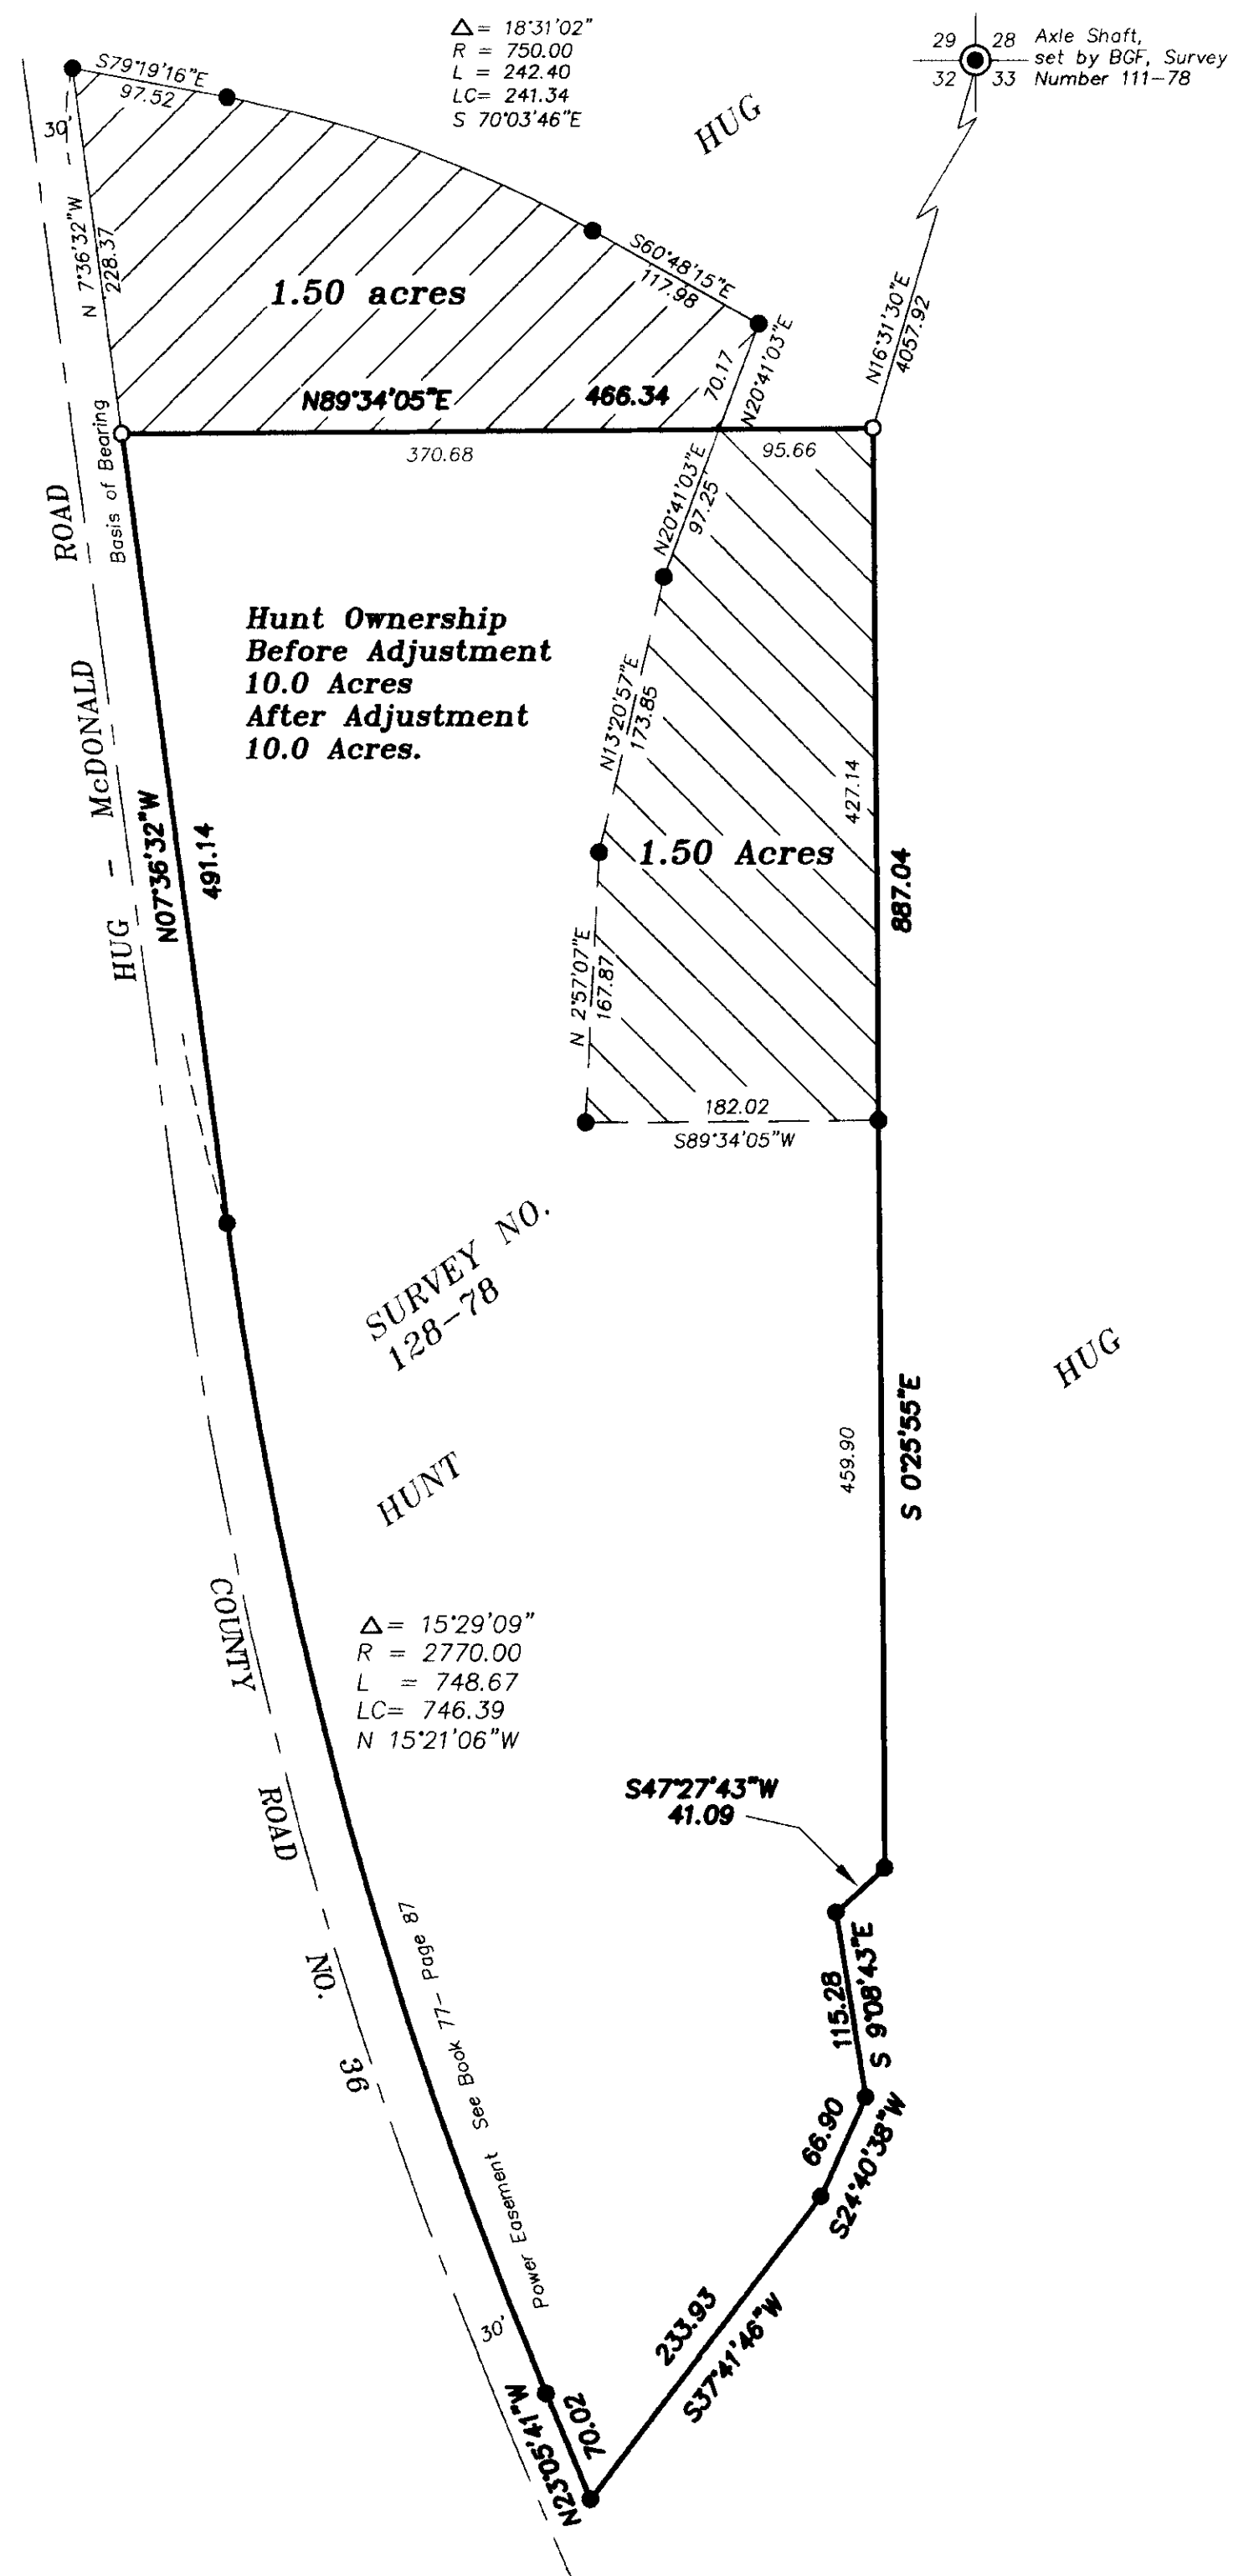 Δ= 18°31'02"
R = 750.00
L = 242.40
LC= 241.34
S 70°03'46"E
29 28
32 33
Axle Shaft,
set by BGF, Survey
Number 111-78
HUG
S79°19'16"E
97.52
30'
N 7°36'32"W
228.37
1.50 acres
S60°48'15"E
117.98
70.17
N20°41'03"E
N16°31'30"E
4057.92
N89°34'05"E 466.34
370.68
95.66
Basis of Bearing
N20°41'03"E
97.25
Hunt Ownership
Before Adjustment
10.0 Acres
After Adjustment
10.0 Acres.
N13°20'57"E
173.85
427.14
1.50 Acres
887.04
N07°36'32"W
491.14
HUG - McDONALD ROAD
N 2°57'07"E
167.87
182.02
S89°34'05"W
SURVEY NO.
128-78
HUG
S 0°25'55"E
459.90
HUNT
Δ= 15°29'09"
R = 2770.00
L = 748.67
LC= 746.39
N 15°21'06"W
COUNTY ROAD NO. 36
S47°27'43"W
41.09
Power Easement See Book 77- Page 87
115.28
S 9°08'43"E
66.90
S24°40'38"W
233.93
S37°41'46"W
30'
N23°05'41"W
70.02